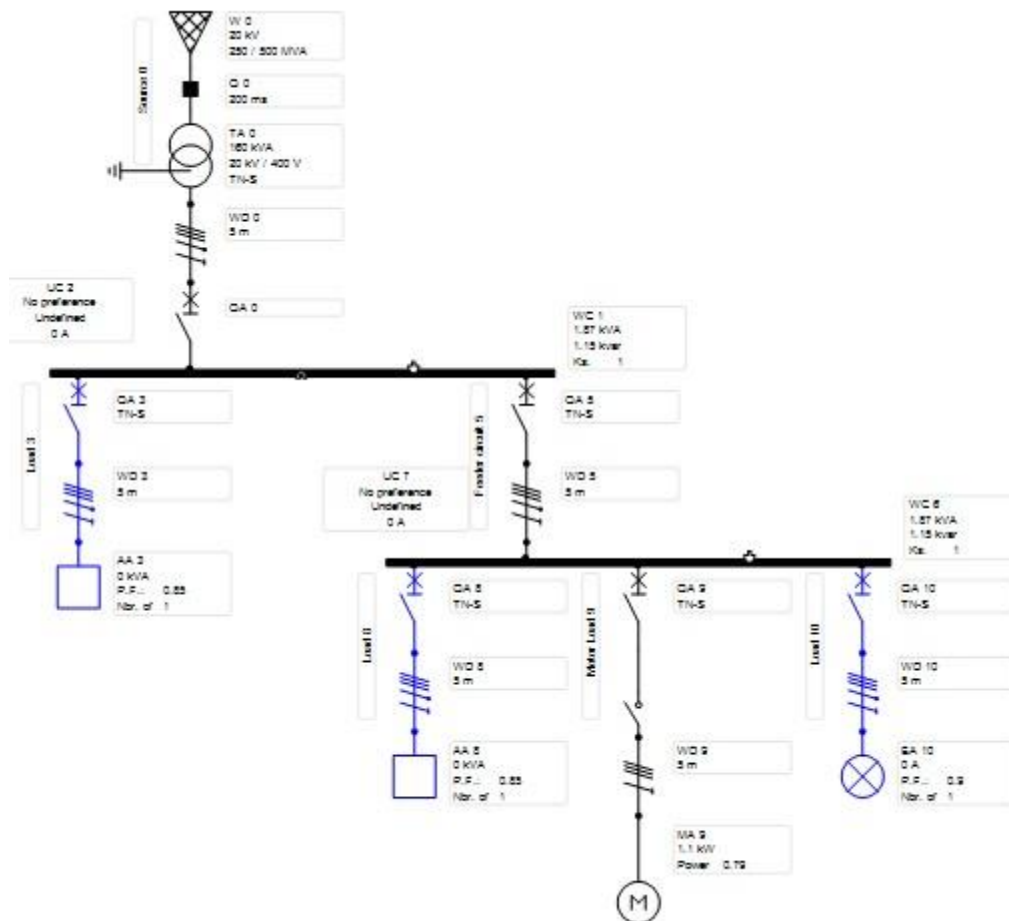 W 0
20 kV
250 / 500 MVA
Source 0
Q 0
200 ms
TA 0
160 kVA
20 kV / 400 V
TN-S
WD 0
5 m
UC 2
No preference
Undefined
0 A
QA 0
WC 1
1.87 kVA
1.15 kvar
Ks. 1
Load 3
QA 3
TN-S
WD 3
5 m
AA 3
0 kVA
P.F.: 0.85
Nbr. of 1
Feeder circuit 5
QA 5
TN-S
WD 5
5 m
UC 7
No preference
Undefined
0 A
WC 6
1.87 kVA
1.15 kvar
Ks. 1
Load 8
QA 8
TN-S
WD 8
5 m
AA 8
0 kVA
P.F.: 0.85
Nbr. of 1
Motor Load 9
QA 9
TN-S
WD 9
5 m
MA 9
1.1 kW
Power 0.79
M
Load 10
QA 10
TN-S
WD 10
5 m
EA 10
0 A
P.F.: 0.9
Nbr. of 1